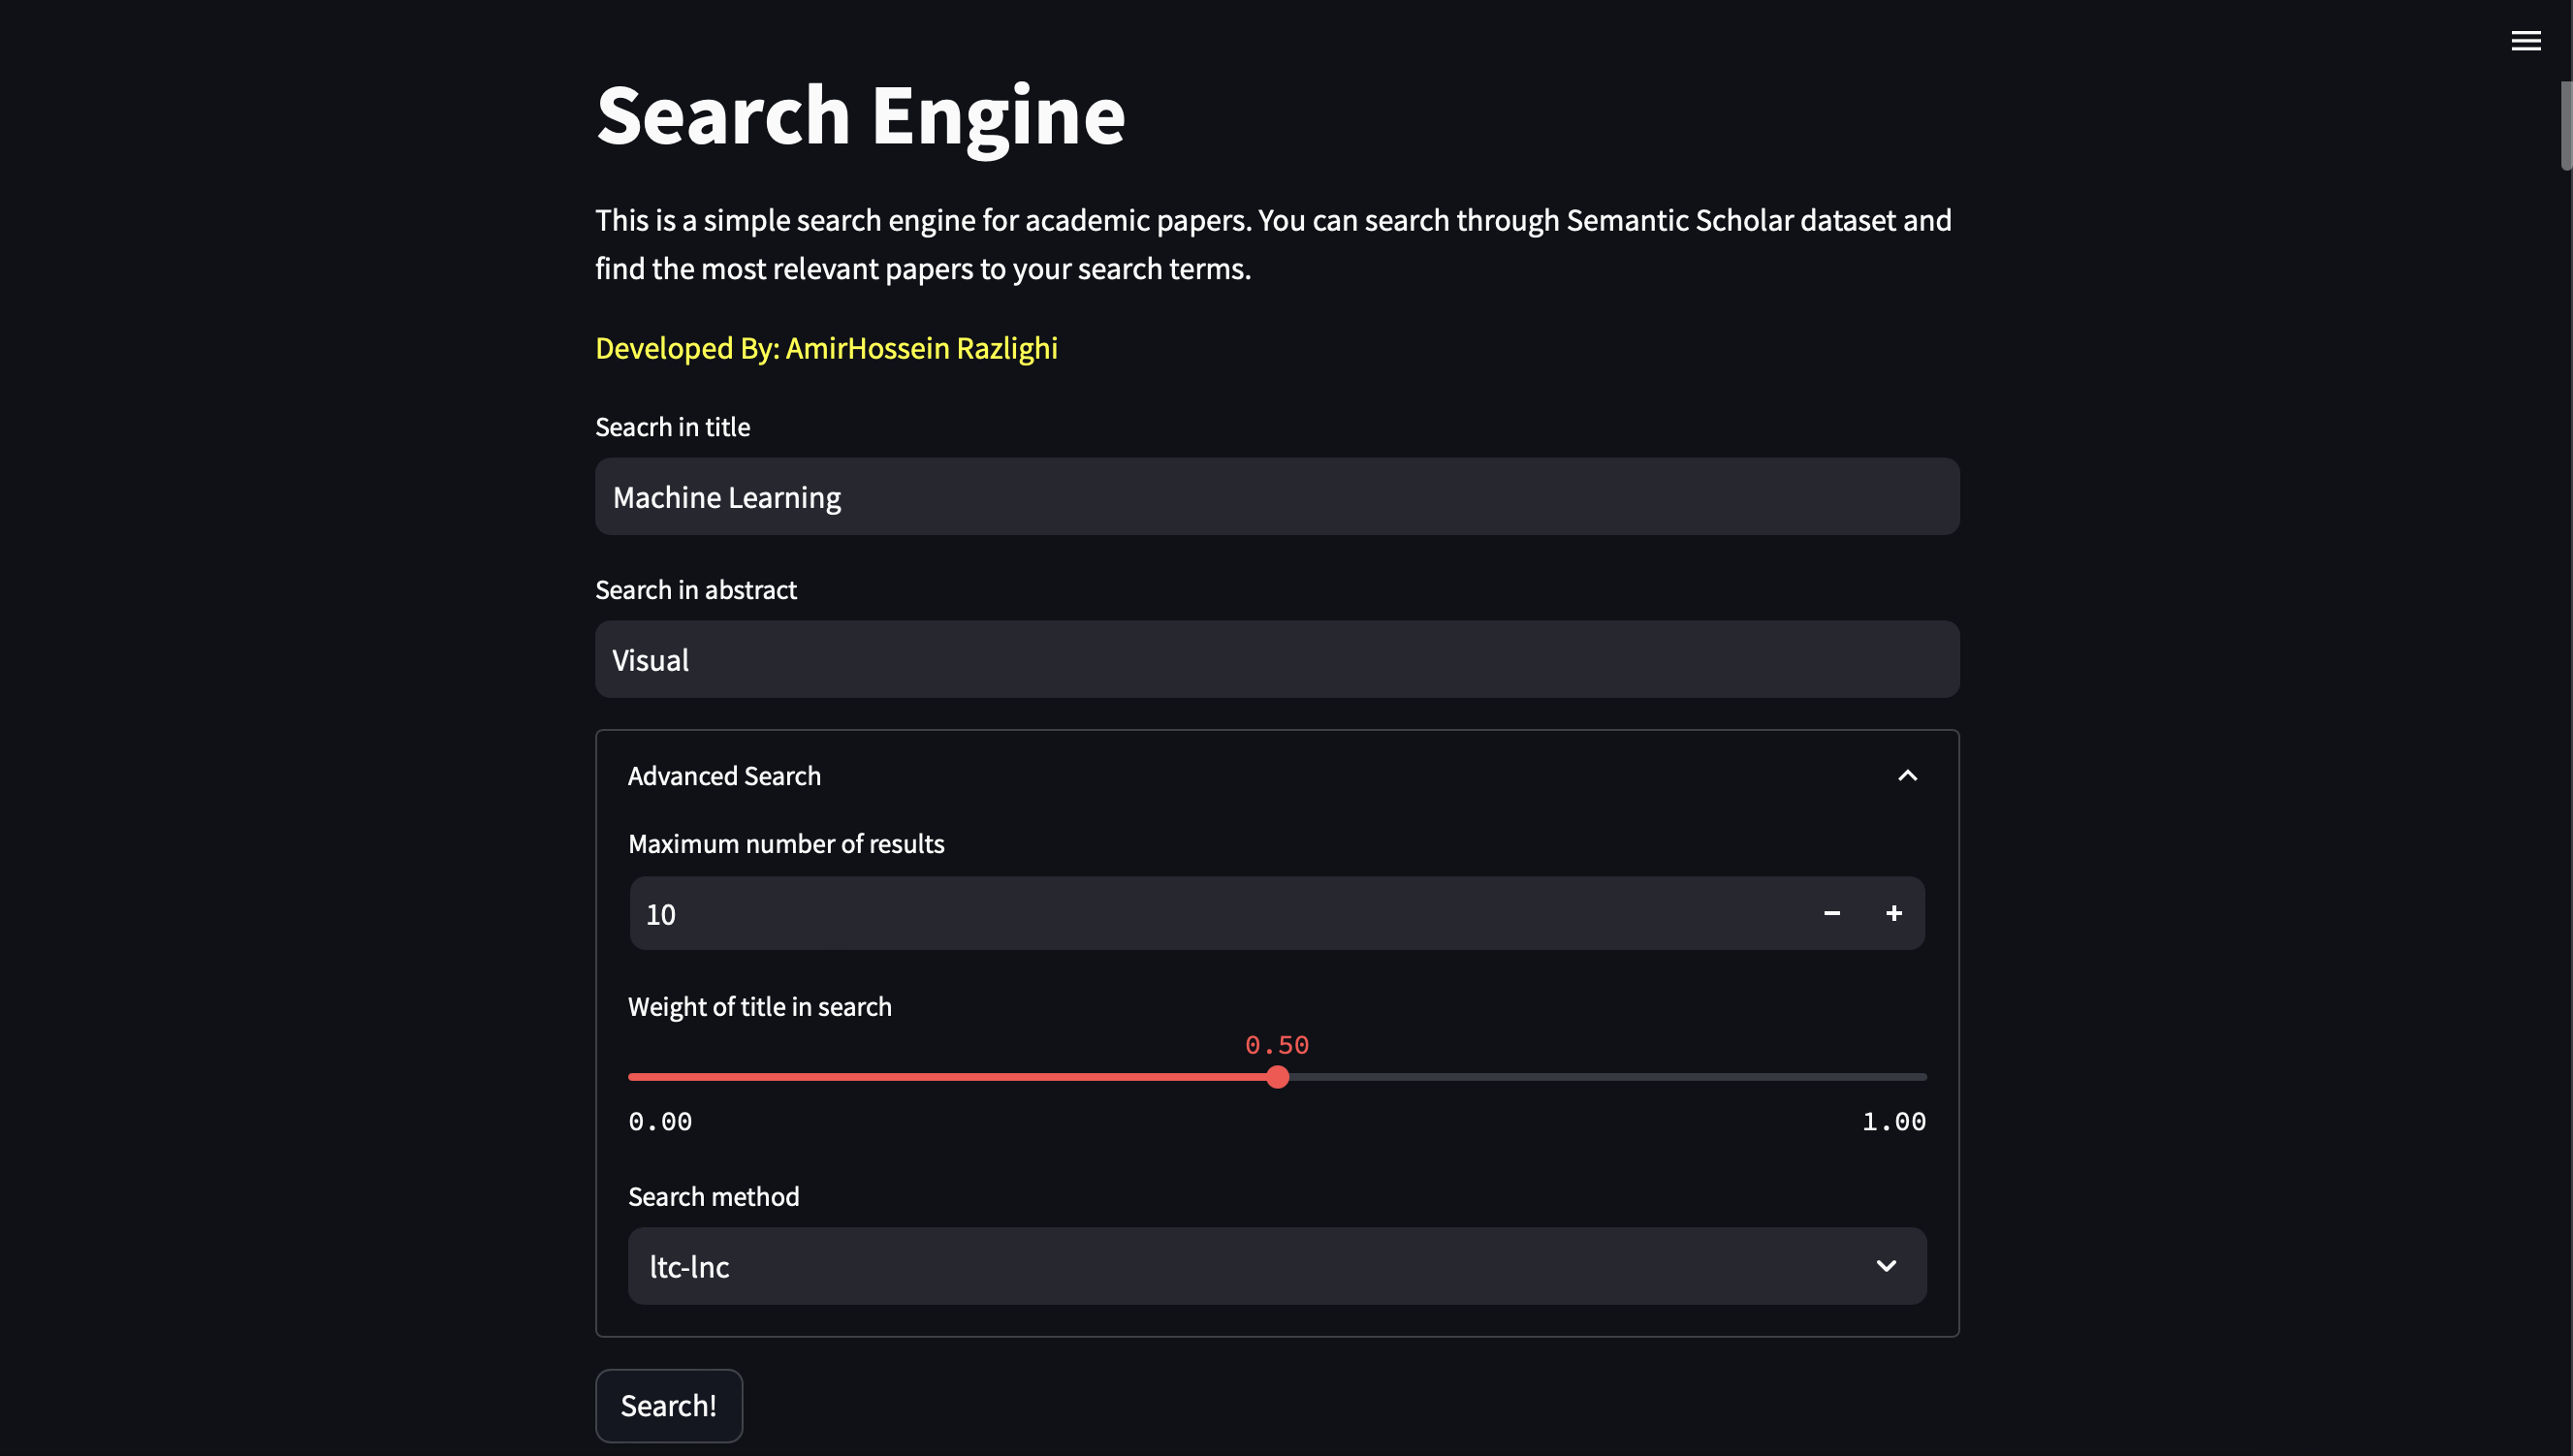 Search Engine
This is a simple search engine for academic papers. You can search through Semantic Scholar dataset and
find the most relevant papers to your search terms.
Developed By: AmirHossein Razlighi
Seacrh in title
Machine Learning
Search in abstract
Visual
Advanced Search
Maximum number of results
10
Weight of title in search
0.50
0.00 1.00
Search method
ltc-lnc
Search!